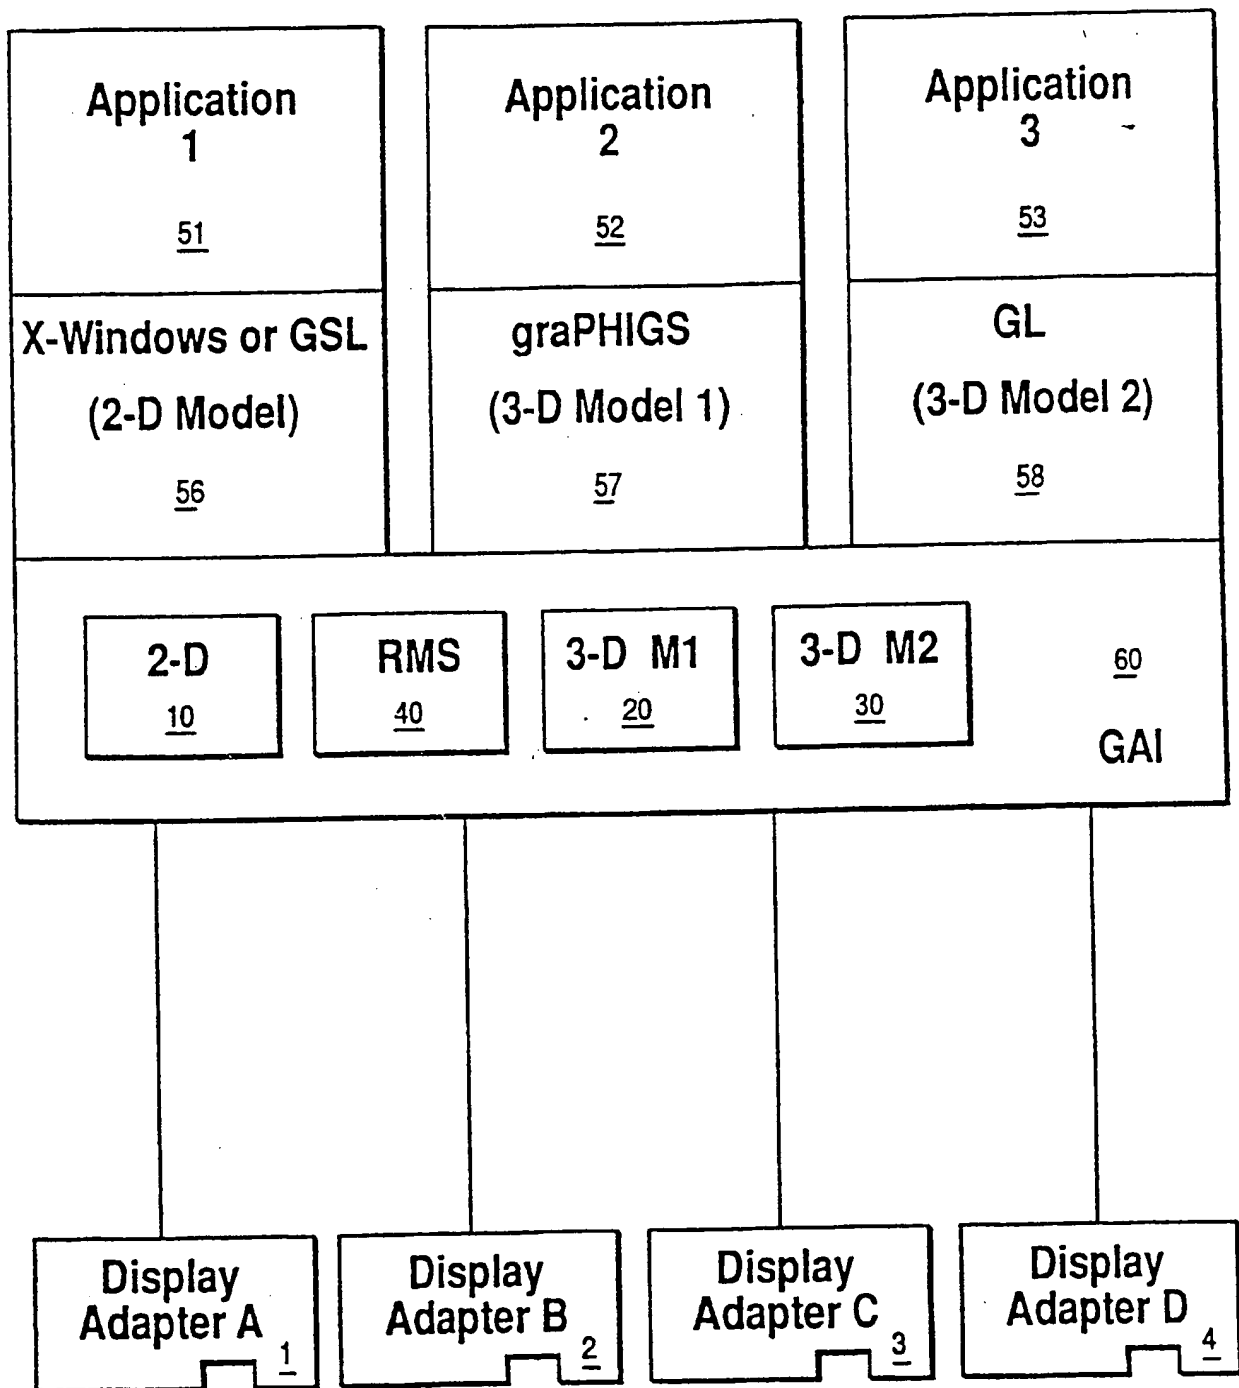 Application
1
51
Application
2
52
Application
3
53
X-Windows or GSL
(2-D Model)
56
graPHIGS
(3-D Model 1)
57
GL
(3-D Model 2)
58
2-D
10
RMS
40
3-D M1
20
3-D M2
30
60
GAI
Display
Adapter A
1
Display
Adapter B
2
Display
Adapter C
3
Display
Adapter D
4